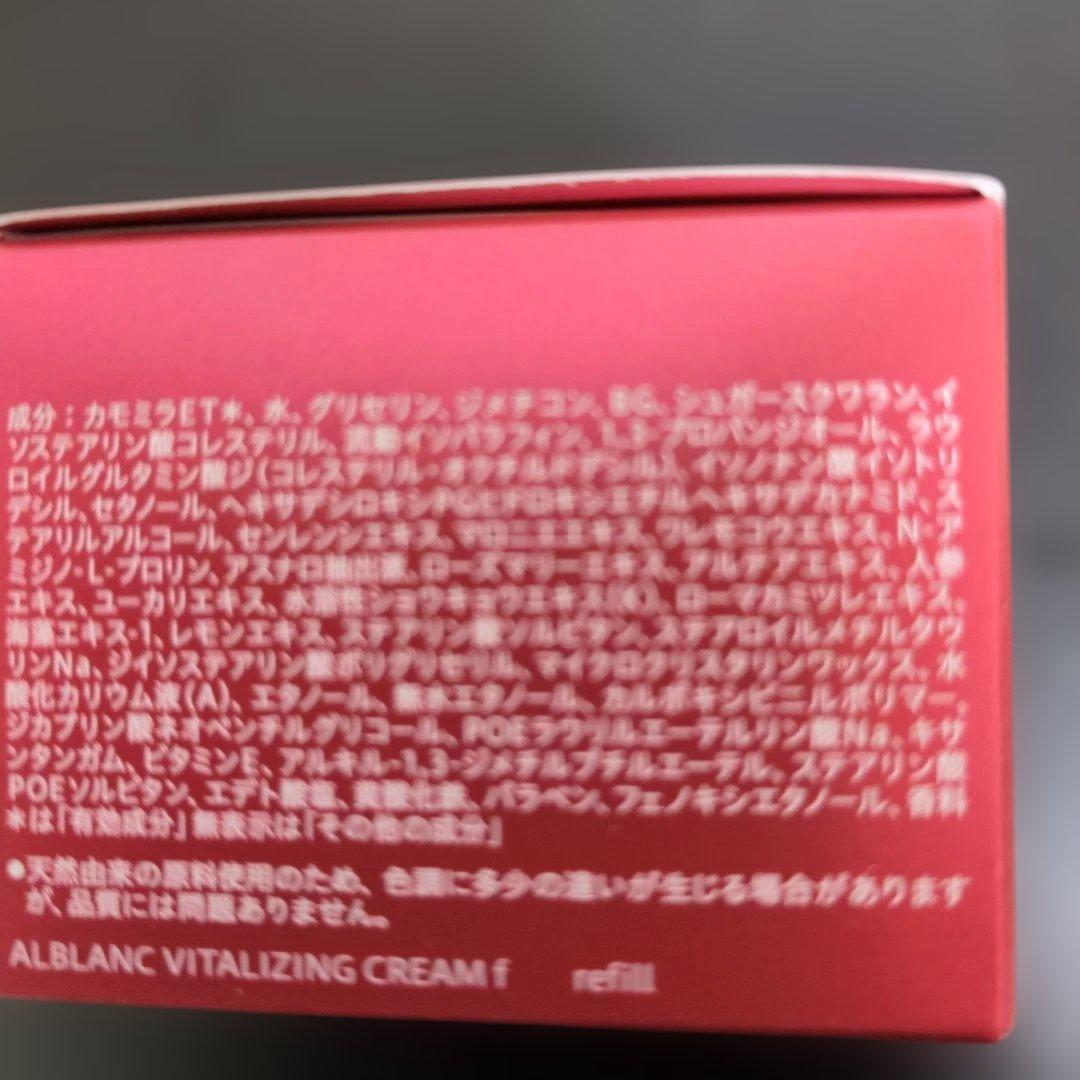 成分：カモミラET＊、水、グリセリン、ジメチコン、BG、シュガースクワラン、イ
ソステアリン酸コレステリル、流動イソパラフィン、1,3-プロパンジオール、ラウ
ロイルグルタミン酸ジ(コレステリル・オクチルドデシル)、イソノナン酸イソトリ
デシル、セタノール、ヘキサデシロキシPGヒドロキシエチルヘキサデカナミド、ス
テアリルアルコール、センレンシエキス、マロニエエキス、ワレモコウエキス、N-ア
ミジノ-L-プロリン、アスナロ抽出液、ローズマリーエキス、アルテアエキス、人参
エキス、ユーカリエキス、水溶性ショウキョウエキス(K)、ローマカミツレエキス、
海藻エキス-1、レモンエキス、ステアリン酸ソルビタン、ステアロイルメチルタウ
リンNa、ジイソステアリン酸ポリグリセリル、マイクロクリスタリンワックス、水
酸化カリウム液(A)、エタノール、無水エタノール、カルボキシビニルポリマー、
ジカプリン酸ネオペンチルグリコール、POEラウリルエーテルリン酸Na、キサ
ンタンガム、ビタミンE、アルキル-1,3-ジメチルブチルエーテル、ステアリン酸
POEソルビタン、エデト酸塩、黄酸化鉄、パラベン、フェノキシエタノール、香料
＊は「有効成分」無表示は「その他の成分」
●天然由来の原料使用のため、色調に多少の違いが生じる場合があります
が、品質には問題ありません。
ALBLANC VITALIZING CREAM f refill